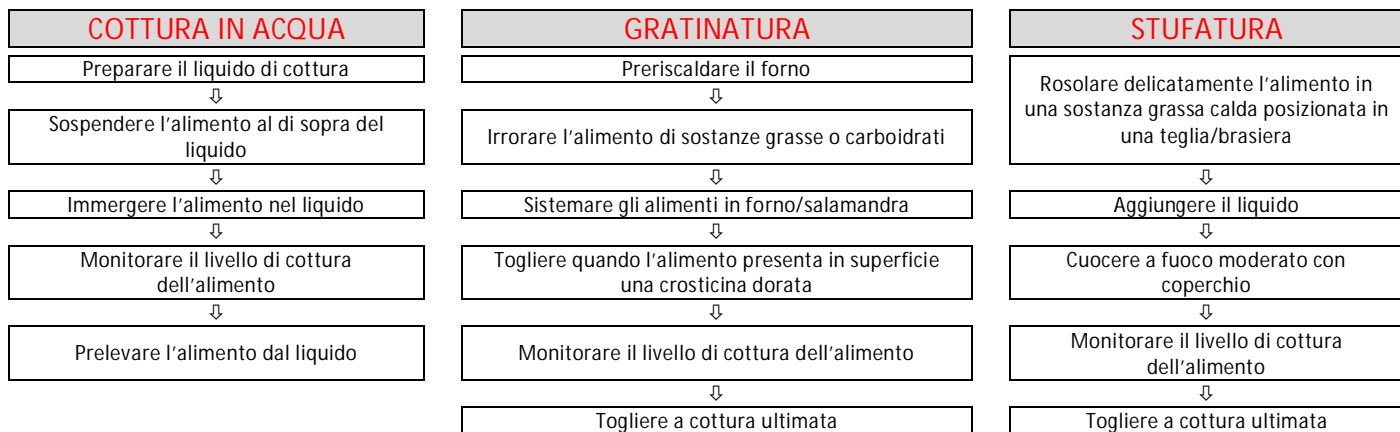 COTTURA IN ACQUA
Preparare il liquido di cottura
⇩
Sospendere l'alimento al di sopra del
liquido
⇩
Immergere l'alimento nel liquido
⇩
Monitorare il livello di cottura
dell'alimento
⇩
Prelevare l'alimento dal liquido
GRATINATURA
Preriscaldare il forno
⇩
Irrorare l'alimento di sostanze grasse o carboidrati
⇩
Sistemare gli alimenti in forno/salamandra
⇩
Togliere quando l'alimento presenta in superficie
una crosticina dorata
⇩
Monitorare il livello di cottura dell'alimento
⇩
Togliere a cottura ultimata
STUFATURA
Rosolare delicatamente l'alimento in
una sostanza grassa calda posizionata in
una teglia/brasiera
⇩
Aggiungere il liquido
⇩
Cuocere a fuoco moderato con
coperchio
⇩
Monitorare il livello di cottura
dell'alimento
⇩
Togliere a cottura ultimata